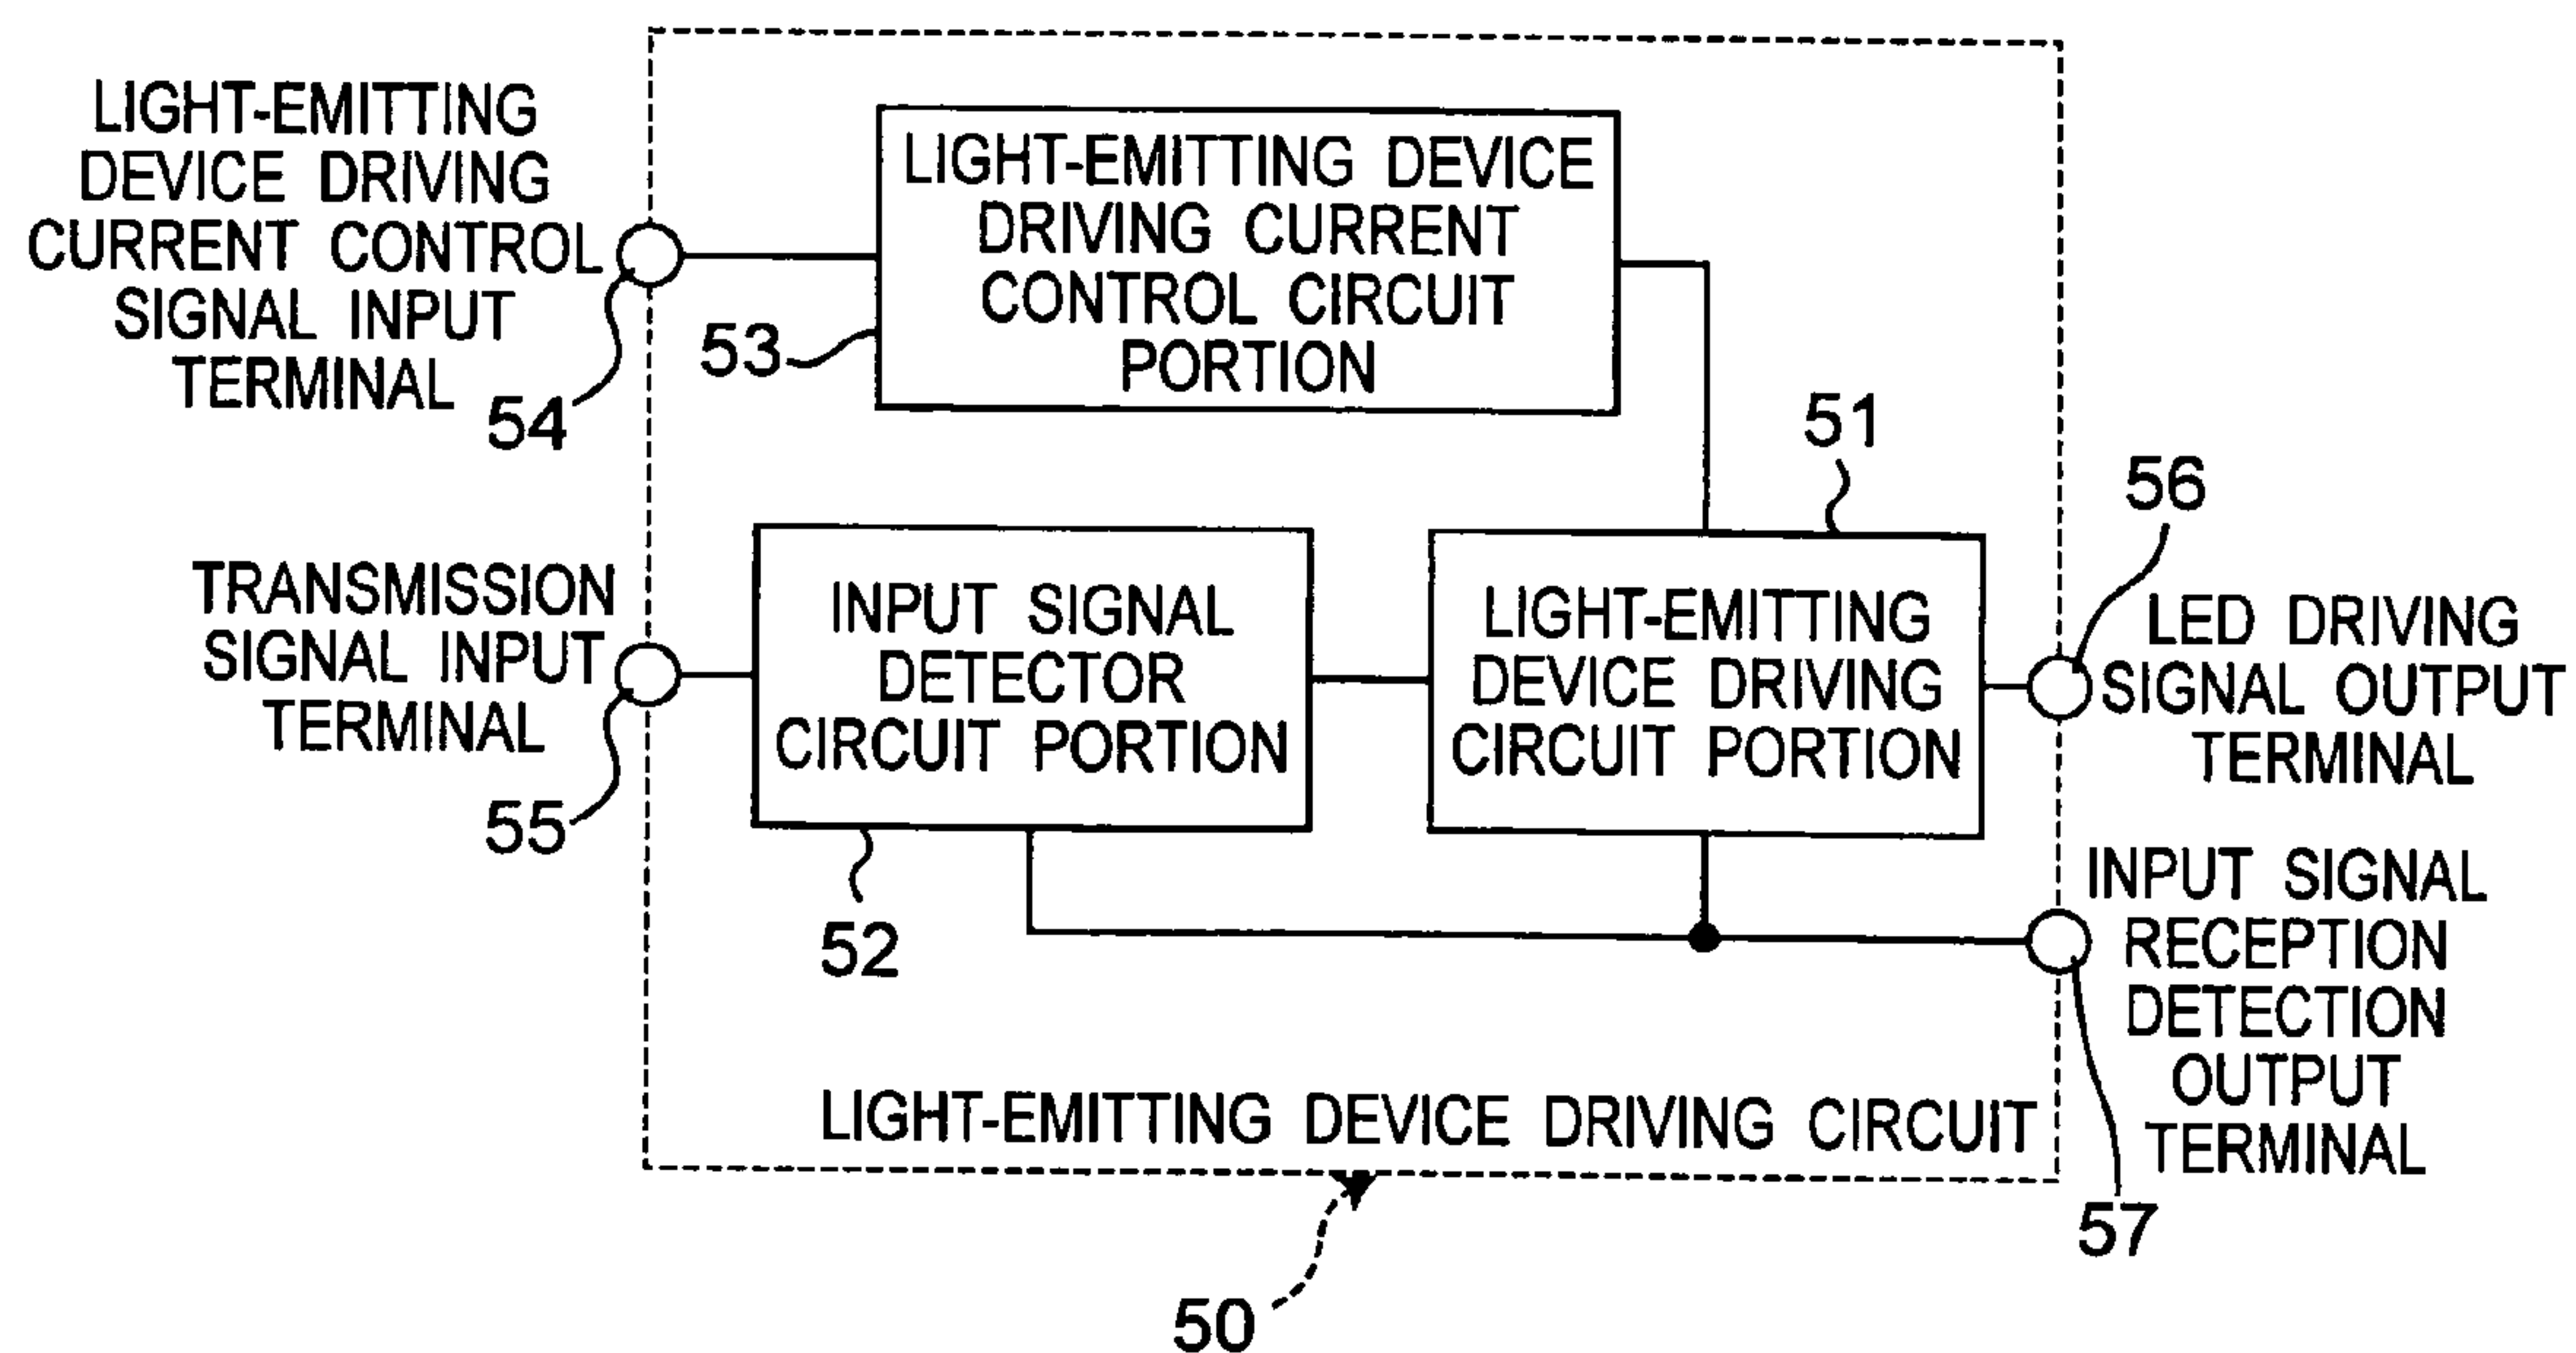 LIGHT-EMITTING
DEVICE DRIVING
CURRENT CONTROL
SIGNAL INPUT
TERMINAL
54
LIGHT-EMITTING DEVICE
DRIVING CURRENT
CONTROL CIRCUIT
PORTION
53
51
56
TRANSMISSION
SIGNAL INPUT
TERMINAL
55
INPUT SIGNAL
DETECTOR
CIRCUIT PORTION
52
LIGHT-EMITTING
DEVICE DRIVING
CIRCUIT PORTION
LED DRIVING
SIGNAL OUTPUT
TERMINAL
INPUT SIGNAL
RECEPTION
DETECTION
OUTPUT
TERMINAL
57
LIGHT-EMITTING DEVICE DRIVING CIRCUIT
50